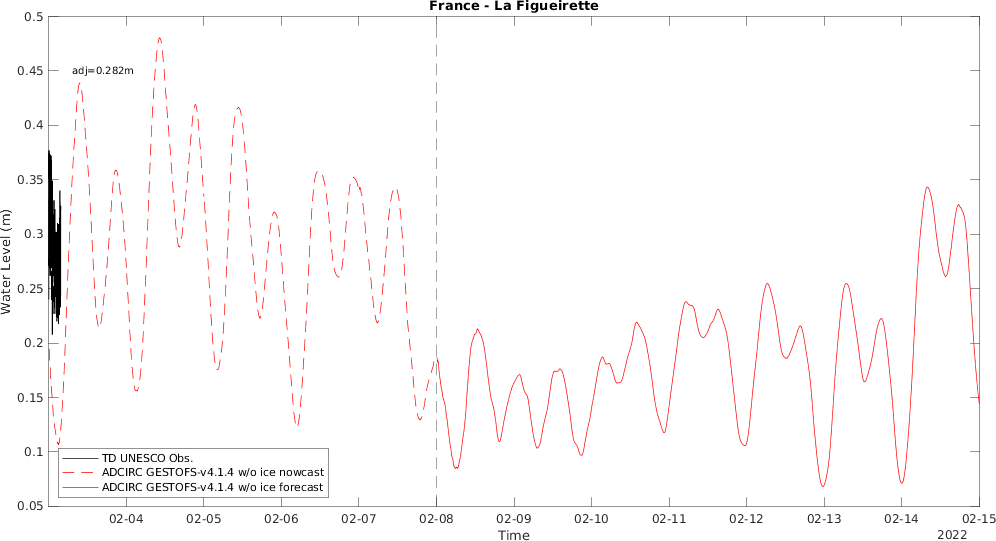 France - La Figueirette
adj=0.282m
Water Level (m)
0.5
0.45
0.4
0.35
0.3
0.25
0.2
0.15
0.1
0.05
TD UNESCO Obs.
ADCIRC GESTOFS-v4.1.4 w/o ice nowcast
ADCIRC GESTOFS-v4.1.4 w/o ice forecast
02-04 02-05 02-06 02-07 02-08 02-09 02-10 02-11 02-12 02-13 02-14 02-15
Time
2022